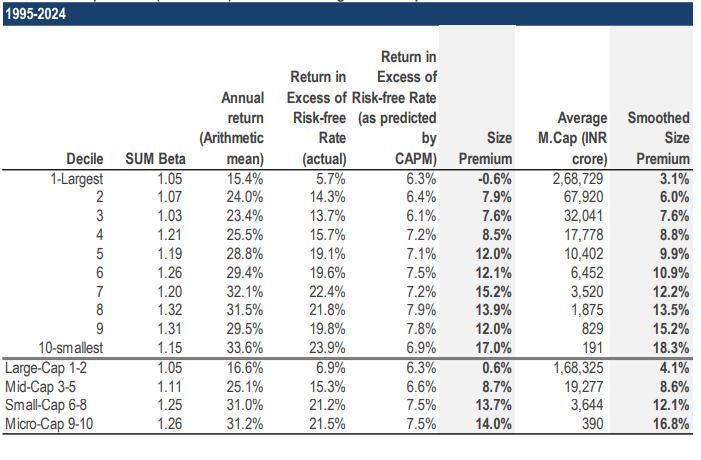 1995-2024
Return in
Return in Excess of
Annual Excess of Risk-free Rate
return Risk-free (as predicted Average Smoothed
(Arithmetic Rate by Size M.Cap (INR Size
Decile SUM Beta mean) (actual) CAPM) Premium crore) Premium
1-Largest 1.05 15.4% 5.7% 6.3% -0.6% 2,68,729 3.1%
2 1.07 24.0% 14.3% 6.4% 7.9% 67,920 6.0%
3 1.03 23.4% 13.7% 6.1% 7.6% 32,041 7.6%
4 1.21 25.5% 15.7% 7.2% 8.5% 17,778 8.8%
5 1.19 28.8% 19.1% 7.1% 12.0% 10,402 9.9%
6 1.26 29.4% 19.6% 7.5% 12.1% 6,452 10.9%
7 1.20 32.1% 22.4% 7.2% 15.2% 3,520 12.2%
8 1.32 31.5% 21.8% 7.9% 13.9% 1,875 13.5%
9 1.31 29.5% 19.8% 7.8% 12.0% 829 15.2%
10-smallest 1.15 33.6% 23.9% 6.9% 17.0% 191 18.3%
Large-Cap 1-2 1.05 16.6% 6.9% 6.3% 0.6% 1,68,325 4.1%
Mid-Cap 3-5 1.11 25.1% 15.3% 6.6% 8.7% 19,277 8.6%
Small-Cap 6-8 1.25 31.0% 21.2% 7.5% 13.7% 3,644 12.1%
Micro-Cap 9-10 1.26 31.2% 21.5% 7.5% 14.0% 390 16.8%